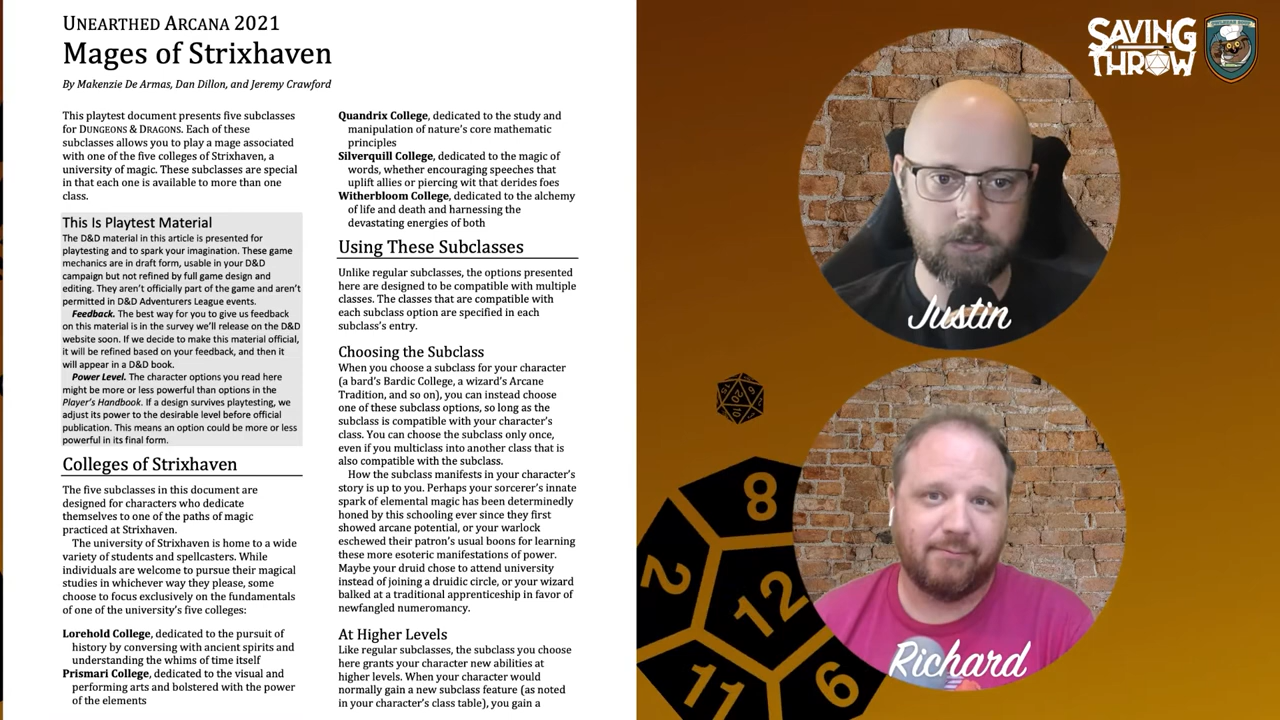 UNEARTHED ARCANA 2021
Mages of Strixhaven
By Makenzie De Armas, Dan Dillon, and Jeremy Crawford
This playtest document presents five subclasses
for DUNGEONS & DRAGONS. Each of these
subclasses allows you to play a mage associated
with one of the five colleges of Strixhaven, a
university of magic. These subclasses are special
in that each one is available to more than one
class.
This Is Playtest Material
The D&D material in this article is presented for
playtesting and to spark your imagination. These game
mechanics are in draft form, usable in your D&D
campaign but not refined by full game design and
editing. They aren't officially part of the game and aren't
permitted in D&D Adventurers League events.
Feedback. The best way for you to give us feedback
on this material is in the survey we'll release on the D&D
website soon. If we decide to make this material official,
it will be refined based on your feedback, and then it
will appear in a D&D book.
Power Level. The character options you read here
might be more or less powerful than options in the
Player's Handbook. If a design survives playtesting, we
adjust its power to the desirable level before official
publication. This means an option could be more or less
powerful in its final form.
Colleges of Strixhaven
The five subclasses in this document are
designed for characters who dedicate
themselves to one of the paths of magic
practiced at Strixhaven.
The university of Strixhaven is home to a wide
variety of students and spellcasters. While
individuals are welcome to pursue their magical
studies in whichever way they please, some
choose to focus exclusively on the fundamentals
of one of the university's five colleges:
Lorehold College, dedicated to the pursuit of
history by conversing with ancient spirits and
understanding the whims of time itself
Prismari College, dedicated to the visual and
performing arts and bolstered with the power
of the elements
Quandrix College, dedicated to the study and
manipulation of nature's core mathematic
principles
Silverquill College, dedicated to the magic of
words, whether encouraging speeches that
uplift allies or piercing wit that derides foes
Witherbloom College, dedicated to the alchemy
of life and death and harnessing the
devastating energies of both
Using These Subclasses
Unlike regular subclasses, the options presented
here are designed to be compatible with multiple
classes. The classes that are compatible with
each subclass option are specified in each
subclass's entry.
Choosing the Subclass
When you choose a subclass for your character
(a bard's Bardic College, a wizard's Arcane
Tradition, and so on), you can instead choose
one of these subclass options, so long as the
subclass is compatible with your character's
class. You can choose the subclass only once,
even if you multiclass into another class that is
also compatible with the subclass.
How the subclass manifests in your character's
story is up to you. Perhaps your sorcerer's innate
spark of elemental magic has been determinedly
honed by this schooling ever since they first
showed arcane potential, or your warlock
eschewed their patron's usual boons for learning
these more esoteric manifestations of power.
Maybe your druid chose to attend university
instead of joining a druidic circle, or your wizard
balked at a traditional apprenticeship in favor of
newfangled numeromancy.
At Higher Levels
Like regular subclasses, the subclass you choose
here grants your character new abilities at
higher levels. When your character would
normally gain a new subclass feature (as noted
in your character's class table), you gain a
SAVING
THROW
Justin
Richard
20
10
8
2
12
11
6